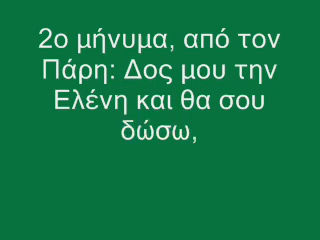 2ο μήνυμα, από τον
Πάρη: Δος μου την
Ελένη και θα σου
δώσω,